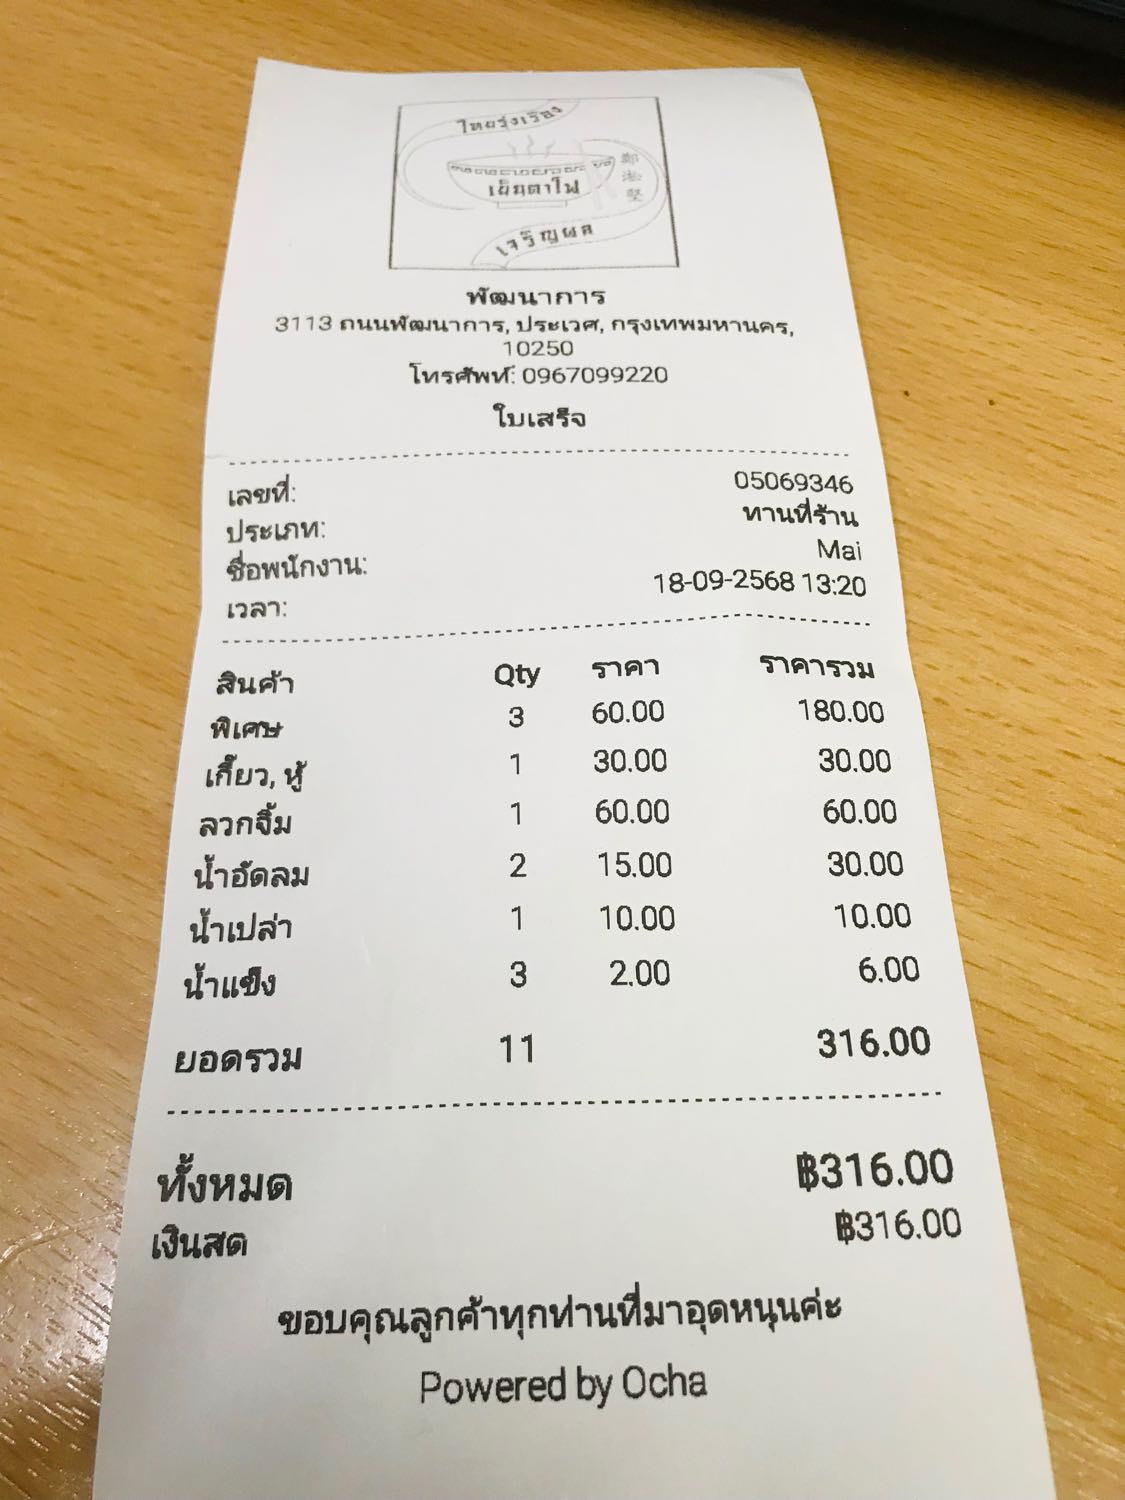 ไทยรุ่งเรือง
เย็นตาโฟ
鄭
崧
堅
เจริญผล
พัฒนาการ
3113 ถนนพัฒนาการ, ประเวศ, กรุงเทพมหานคร,
10250
โทรศัพท์: 0967099220
ใบเสร็จ
เลขที่: 05069346
ประเภท: ทานที่ร้าน
ชื่อพนักงาน: Mai
เวลา: 18-09-2568 13:20
สินค้า Qty ราคา ราคารวม
พิเศษ 3 60.00 180.00
เกี๊ยว, หู้ 1 30.00 30.00
ลวกจิ้ม 1 60.00 60.00
น้ำอัดลม 2 15.00 30.00
น้ำเปล่า 1 10.00 10.00
น้ำแข็ง 3 2.00 6.00
ยอดรวม 11 316.00
ทั้งหมด ฿316.00
เงินสด ฿316.00
ขอบคุณลูกค้าทุกท่านที่มาอุดหนุนค่ะ
Powered by Ocha